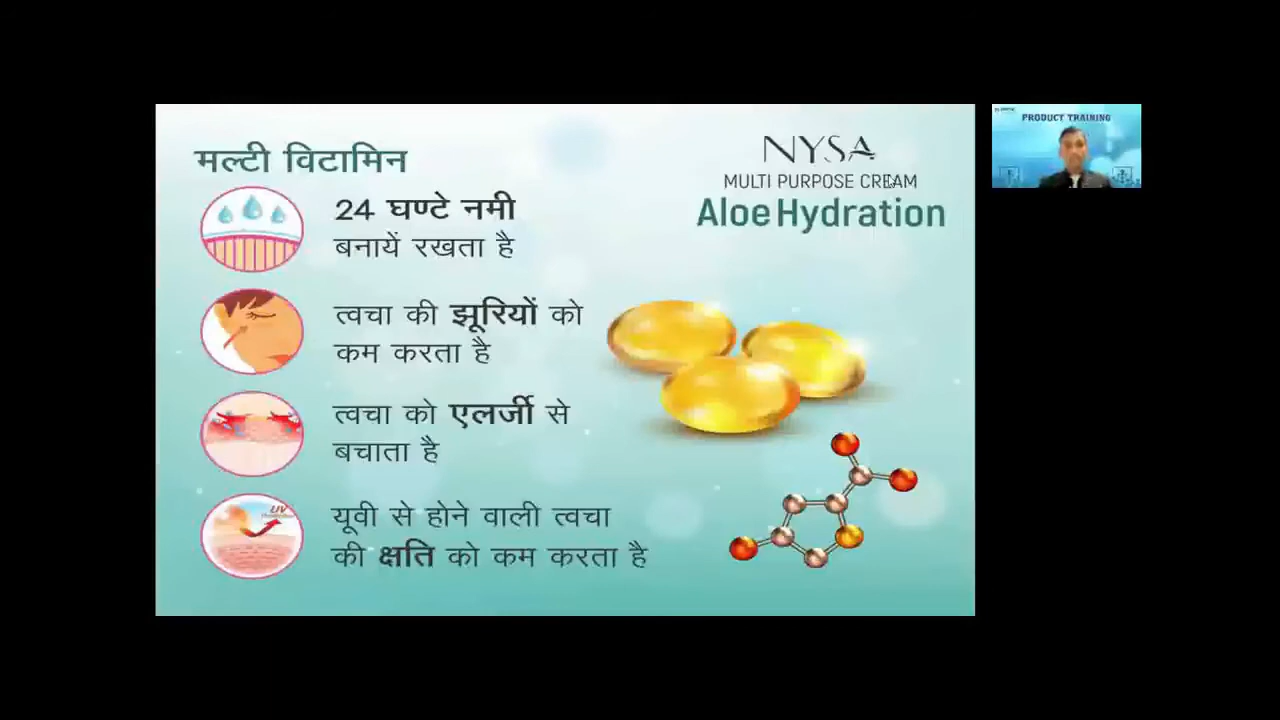 मल्टी विटामिन
24 घण्टे नमी
बनायें रखता है
त्वचा की झूरियों को
कम करता है
त्वचा को एलर्जी से
बचाता है
UV
यूवी से होने वाली त्वचा
की क्षति को कम करता है
NYSA
MULTI PURPOSE CREAM
Aloe Hydration
PRODUCT TRAINING